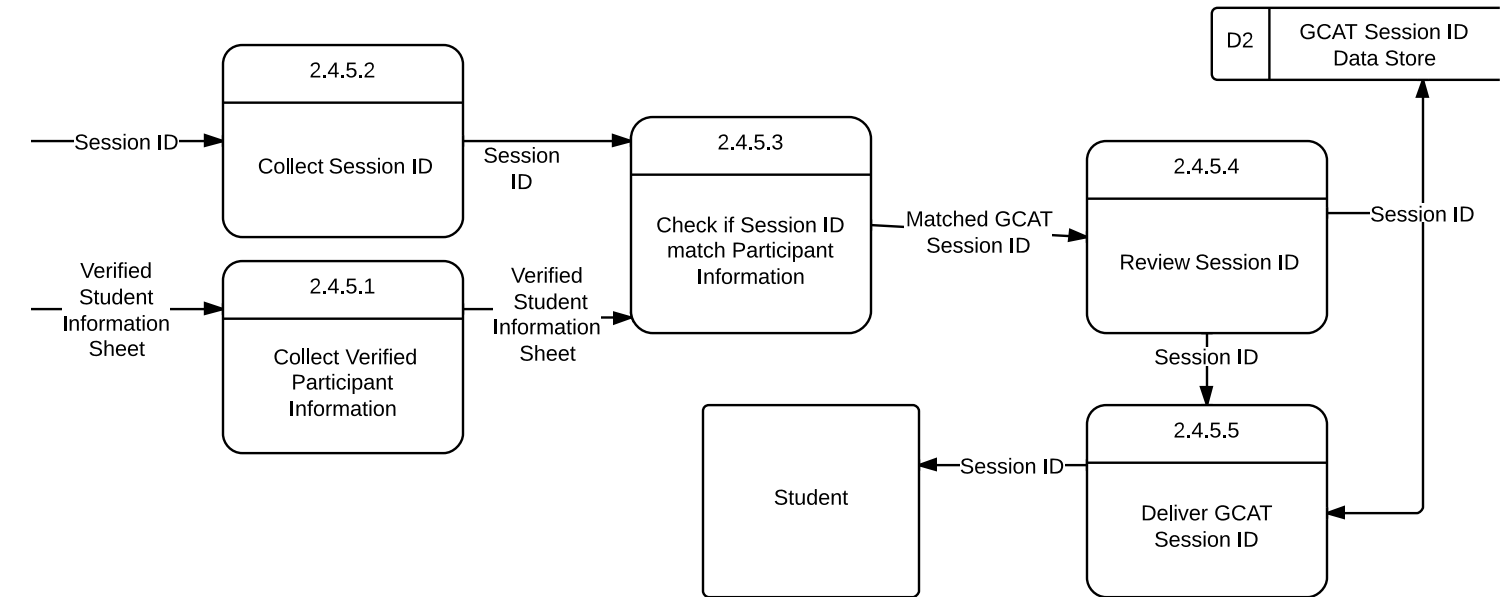 D2
GCAT Session ID
Data Store
2.4.5.2
Collect Session ID
Session ID
Session
ID
2.4.5.3
Check if Session ID
match Participant
Information
Matched GCAT
Session ID
2.4.5.4
Review Session ID
Session ID
Verified
Student
Information
Sheet
2.4.5.1
Collect Verified
Participant
Information
Verified
Student
Information
Sheet
Session ID
Student
Session ID
2.4.5.5
Deliver GCAT
Session ID